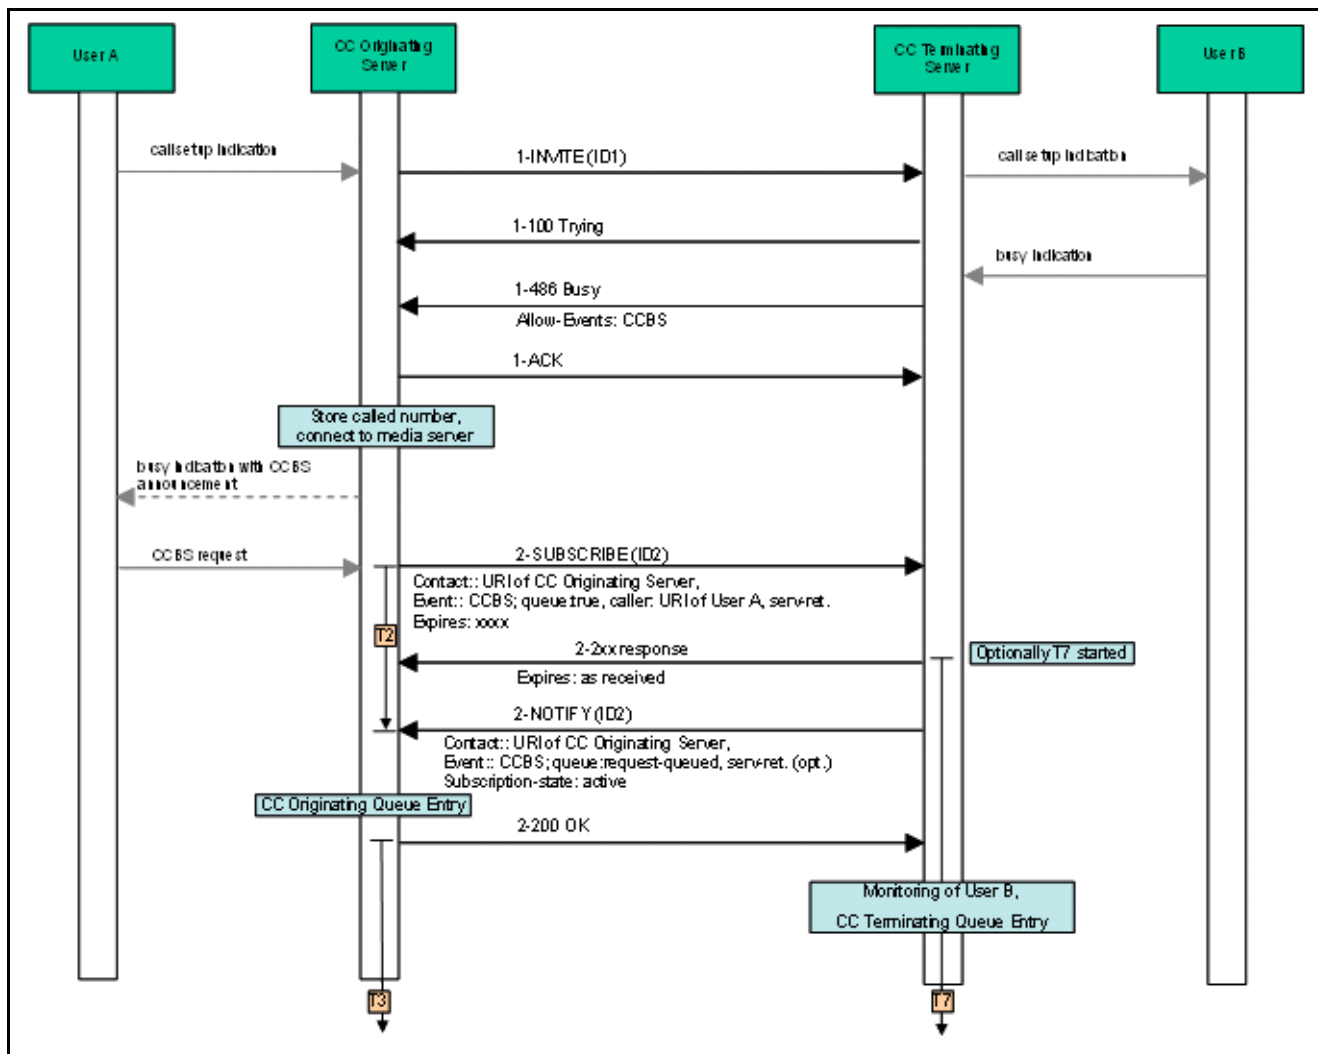 User A
CC Originating
Server
CC Terminating
Server
User B
call setup indication
1-INVITE (ID1)
call setup indication
1-100 Trying
busy indication
1-486 Busy
Allow-Events: CCBS
1-ACK
Store called number,
connect to media server
busy indication with CCBS
announcement
CCBS request
2-SUBSCRIBE (ID2)
Contact:: URI of CC Originating Server,
Event:: CCBS; queue:true, caller: URI of User A, serv-ret.
Expires: xxxx
T2
2-2xx response
Optionally T7 started
Expires: as received
2-NOTIFY (ID2)
Contact:: URI of CC Originating Server,
Event:: CCBS; queue:request-queued, serv-ret. (opt.)
Subscription-state: active
CC Originating Queue Entry
2-200 OK
Monitoring of User B,
CC Terminating Queue Entry
T3
T7